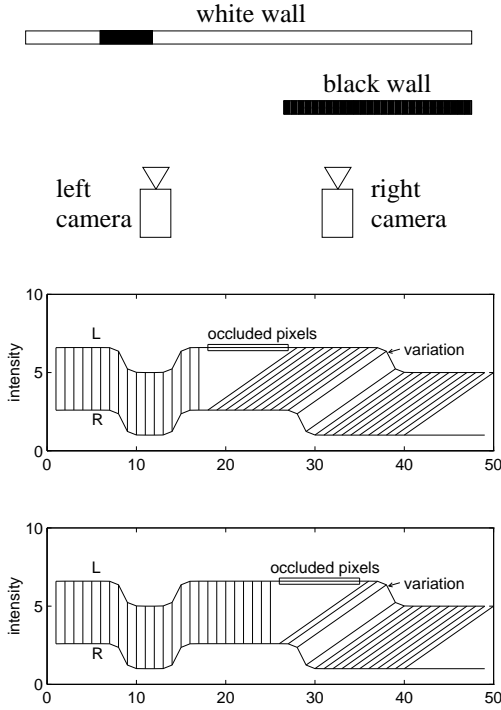 white wall
black wall
left
camera
right
camera
10
L
occluded pixels
variation
intensity
5
R
0
0 10 20 30 40 50
10
L
occluded pixels
variation
intensity
5
R
0
0 10 20 30 40 50